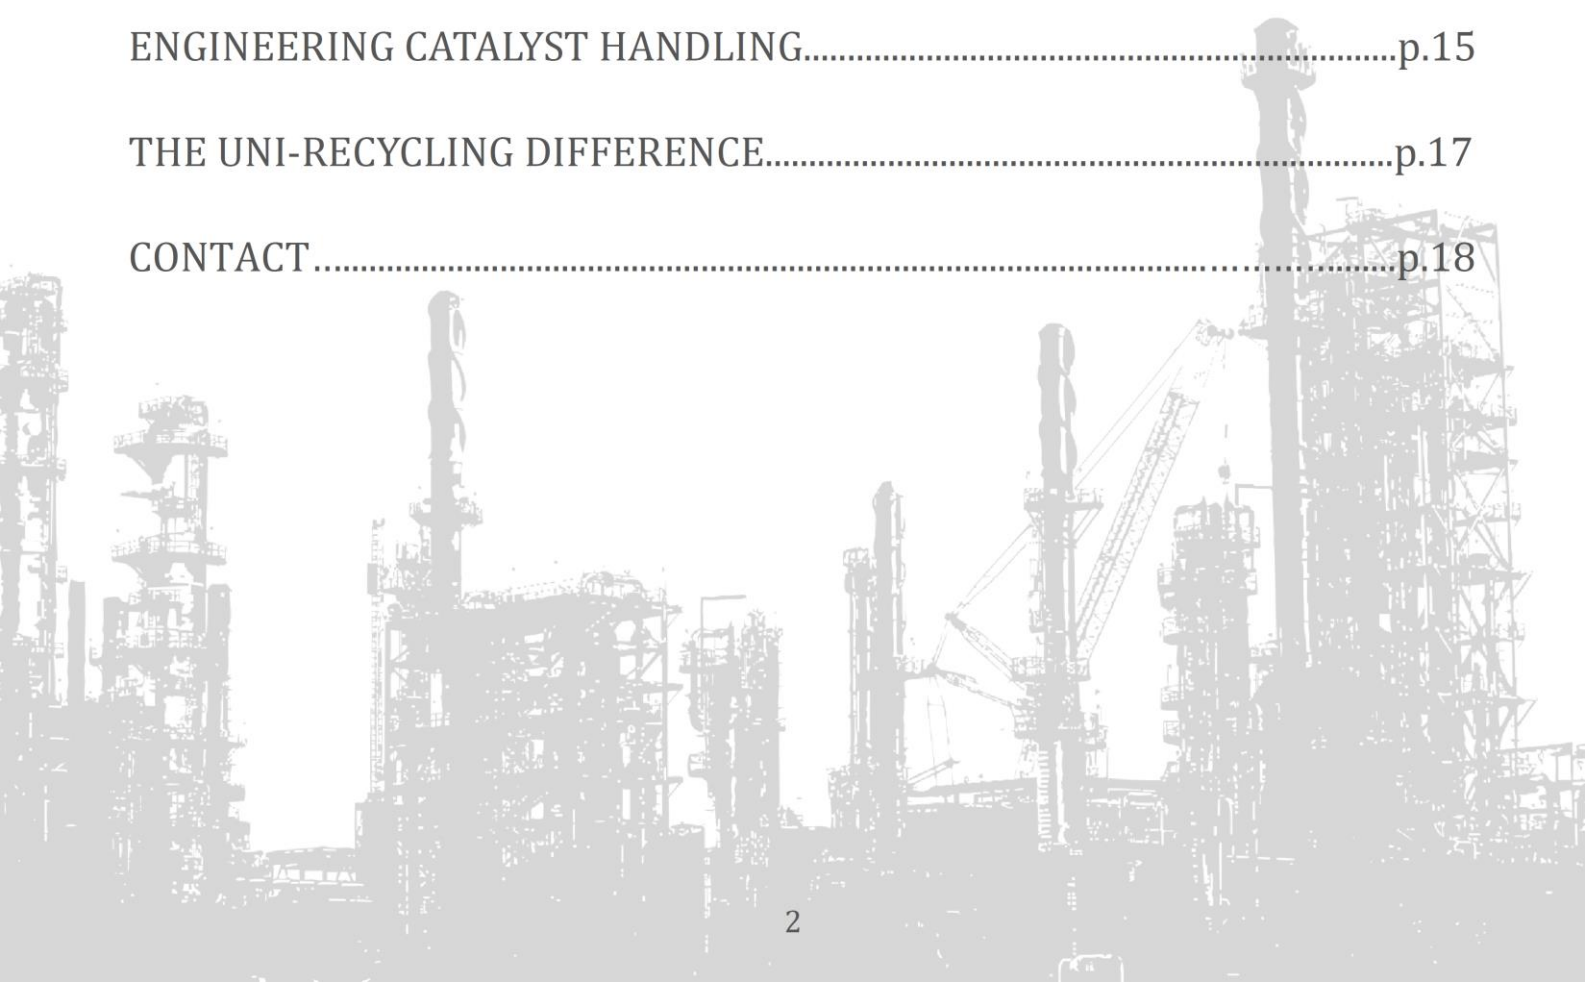 ENGINEERING CATALYST HANDLING....................................................................p.15
THE UNI-RECYCLING DIFFERENCE........................................................................p.17
CONTACT........................................................................................................................p.18
2